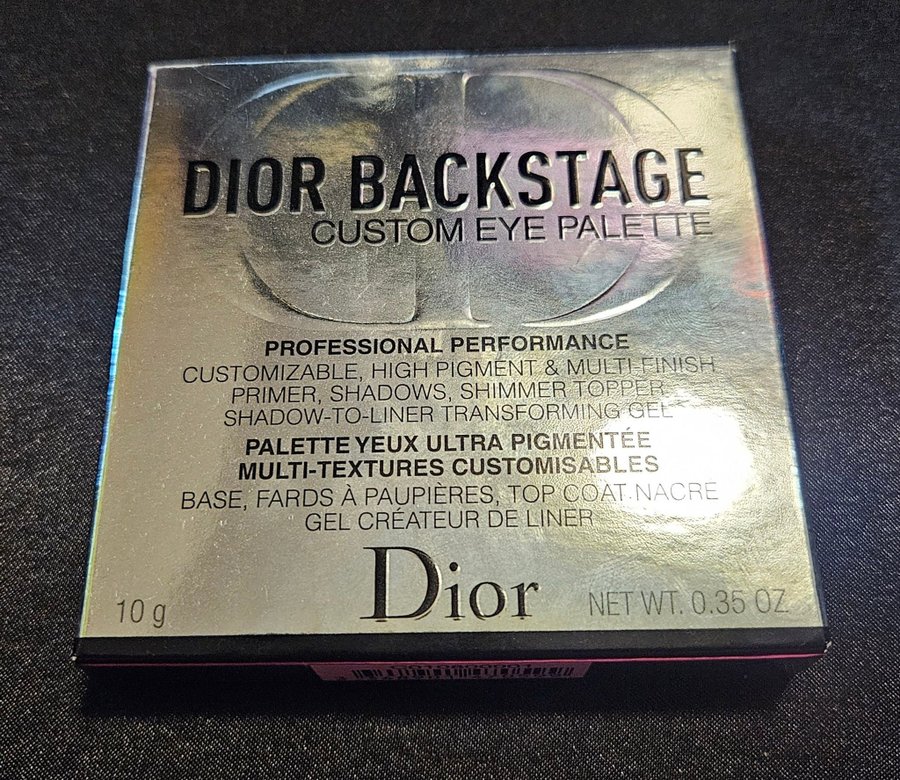 DIOR BACKSTAGE
CUSTOM EYE PALETTE
PROFESSIONAL PERFORMANCE
CUSTOMIZABLE, HIGH PIGMENT & MULTI-FINISH
PRIMER, SHADOWS, SHIMMER TOPPER
SHADOW-TO-LINER TRANSFORMING GEL
PALETTE YEUX ULTRA PIGMENTÉE
MULTI-TEXTURES CUSTOMISABLES
BASE, FARDS À PAUPIÈRES, TOP COAT NACRE
GEL CRÉATEUR DE LINER
Dior
10 g NET WT. 0.35 OZ